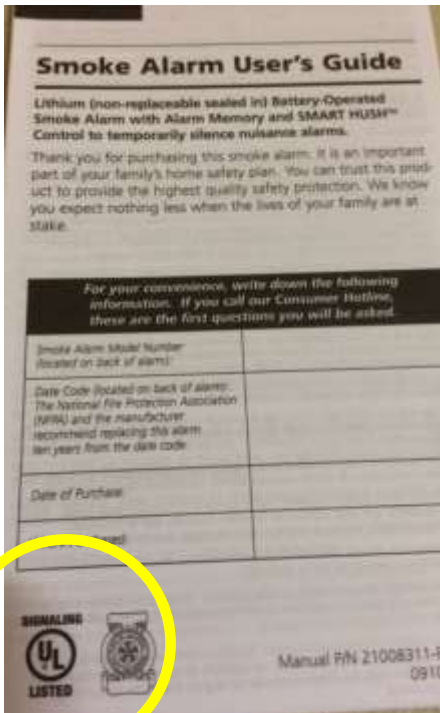 Smoke Alarm User's Guide
Lithium (non-replaceable sealed in) Battery-Operated
Smoke Alarm with Alarm Memory and SMART HUSH™
Control to temporarily silence nuisance alarms.
Thank you for purchasing this smoke alarm. It is an important
part of your family's home safety plan. You can trust this prod-
uct to provide the highest quality safety protection. We know
you expect nothing less when the lives of your family are at
stake.
For your convenience, write down the following
information. If you call our Consumer Hotline,
these are the first questions you will be asked.
Smoke Alarm Model Number
(located on back of alarm):
Date Code (located on back of alarm):
The National Fire Protection Association
(NFPA) and the manufacturer
recommend replacing this alarm
ten years from the date code.
Date of Purchase:
SIGNALING
UL
LISTED
Manual P/N 21008311-
0910